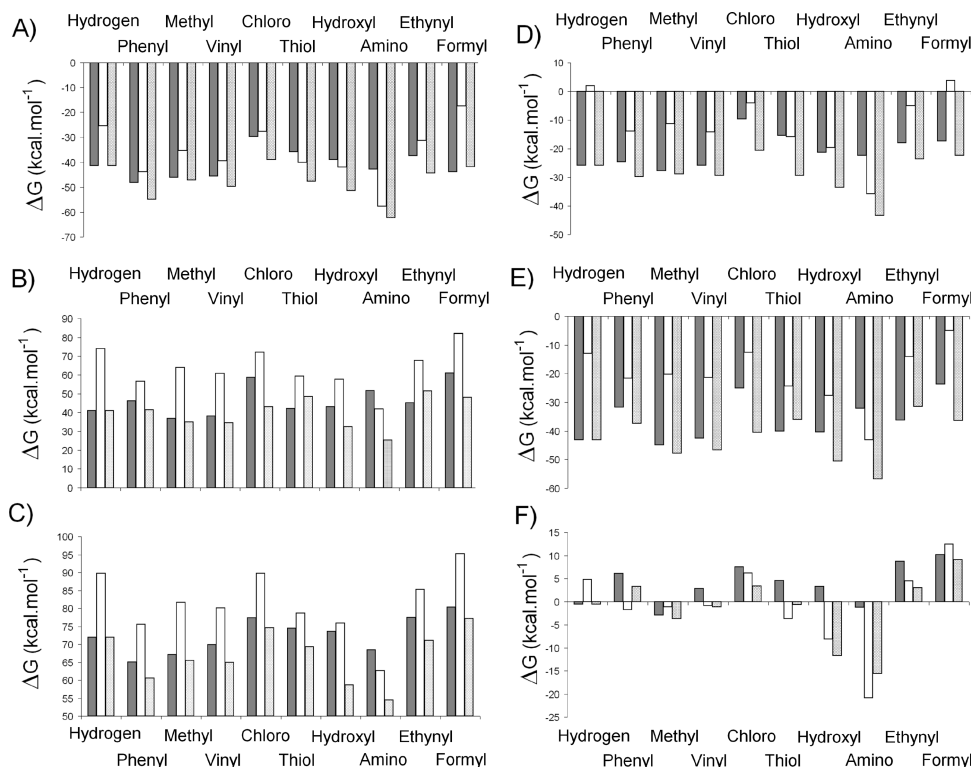 A)
Hydrogen Methyl Chloro Hydroxyl Ethynyl
Phenyl Vinyl Thiol Amino Formyl
ΔG (kcal.mol⁻¹)
0
-10
-20
-30
-40
-50
-60
-70
B)
Hydrogen Methyl Chloro Hydroxyl Ethynyl
Phenyl Vinyl Thiol Amino Formyl
ΔG (kcal.mol⁻¹)
90
80
70
60
50
40
30
20
10
0
C)
ΔG (kcal.mol⁻¹)
100
95
90
85
80
75
70
65
60
55
50
Hydrogen Methyl Chloro Hydroxyl Ethynyl
Phenyl Vinyl Thiol Amino Formyl
D)
Hydrogen Methyl Chloro Hydroxyl Ethynyl
Phenyl Vinyl Thiol Amino Formyl
ΔG (kcal.mol⁻¹)
10
0
-10
-20
-30
-40
-50
E)
Hydrogen Methyl Chloro Hydroxyl Ethynyl
Phenyl Vinyl Thiol Amino Formyl
ΔG (kcal.mol⁻¹)
0
-10
-20
-30
-40
-50
-60
F)
ΔG (kcal.mol⁻¹)
15
10
5
0
-5
-10
-15
-20
-25
Hydrogen Methyl Chloro Hydroxyl Ethynyl
Phenyl Vinyl Thiol Amino Formyl